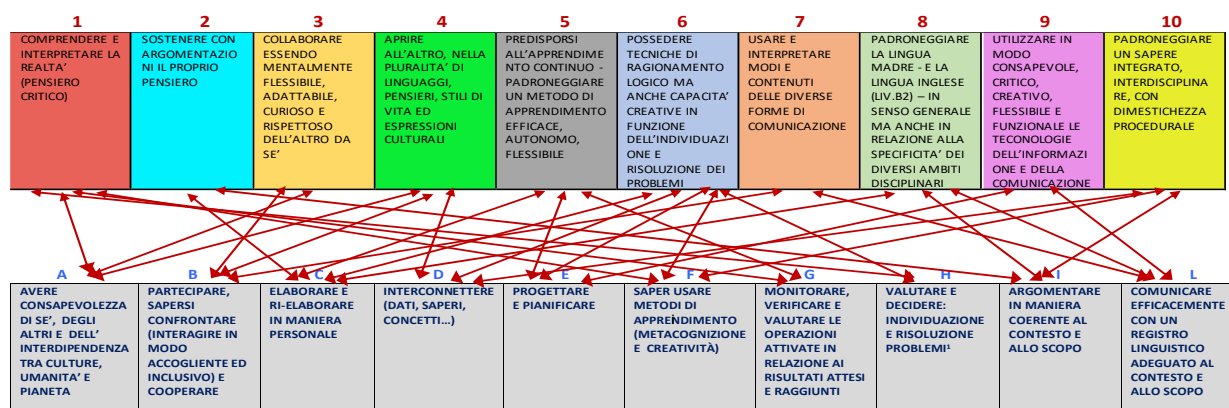 1 2 3 4 5 6 7 8 9 10
COMPRENDERE E
INTERPRETARE LA
REALTA'
(PENSIERO
CRITICO)
SOSTENERE CON
ARGOMENTAZIO
NI IL PROPRIO
PENSIERO
COLLABORARE
ESSENDO
MENTALMENTE
FLESSIBILE,
ADATTABILE,
CURIOSO E
RISPETTOSO
DELL'ALTRO DA
SE'
APRIRE
ALL'ALTRO, NELLA
PLURALITA' DI
LINGUAGGI,
PENSIERI, STILI DI
VITA ED
ESPRESSIONI
CULTURALI
PREDISPORSI
ALL'APPRENDIME
NTO CONTINUO -
PADRONEGGIARE
UN METODO DI
APPRENDIMENTO
EFFICACE,
AUTONOMO,
FLESSIBILE
POSSEDERE
TECNICHE DI
RAGIONAMENTO
LOGICO MA
ANCHE CAPACITA'
CREATIVE IN
FUNZIONE
DELL'INDIVIDUAZI
ONE E
RISOLUZIONE DEI
PROBLEMI
USARE E
INTERPRETARE
MODI E
CONTENUTI
DELLE DIVERSE
FORME DI
COMUNICAZIONE
PADRONEGGIARE
LA LINGUA
MADRE - E LA
LINGUA INGLESE
(LIV.B2) – IN
SENSO GENERALE
MA ANCHE IN
RELAZIONE ALLA
SPECIFICITA' DEI
DIVERSI AMBITI
DISCIPLINARI
UTILIZZARE IN
MODO
CONSAPEVOLE,
CRITICO,
CREATIVO,
FLESSIBILE E
FUNZIONALE LE
TECONOLOGIE
DELL'INFORMAZI
ONE E DELLA
COMUNICAZIONE
PADRONEGGIARE
UN SAPERE
INTEGRATO,
INTERDISCIPLINA
RE, CON
DIMESTICHEZZA
PROCEDURALE
A B C D E F G H I L
AVERE
CONSAPEVOLEZZA
DI SE', DEGLI
ALTRI E DELL'
INTERDIPENDENZA
TRA CULTURE,
UMANITA' E
PIANETA
PARTECIPARE,
SAPERSI
CONFRONTARE
(INTERAGIRE IN
MODO
ACCOGLIENTE ED
INCLUSIVO) E
COOPERARE
ELABORARE E
RI-ELABORARE
IN MANIERA
PERSONALE
INTERCONNETTERE
(DATI, SAPERI,
CONCETTI...)
PROGETTARE
E PIANIFICARE
SAPER USARE
METODI DI
APPRENDIMENTO
(METACOGNIZIONE
E CREATIVITÀ)
MONITORARE,
VERIFICARE E
VALUTARE LE
OPERAZIONI
ATTIVATE IN
RELAZIONE AI
RISULTATI ATTESI
E RAGGIUNTI
VALUTARE E
DECIDERE:
INDIVIDUAZIONE
E RISOLUZIONE
PROBLEMI¹
ARGOMENTARE
IN MANIERA
COERENTE AL
CONTESTO E
ALLO SCOPO
COMUNICARE
EFFICACEMENTE
CON UN
REGISTRO
LINGUISTICO
ADEGUATO AL
CONTESTO E
ALLO SCOPO